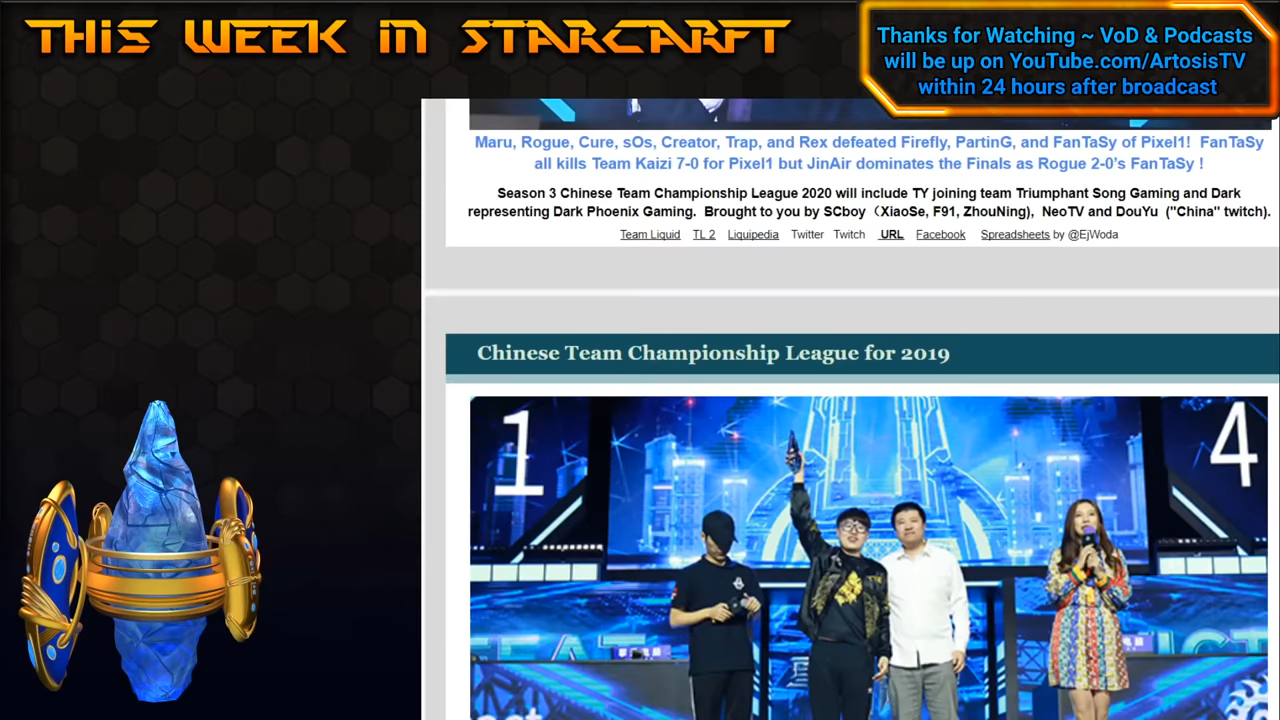 THIS WEEK IN STARCARFT
Thanks for Watching ~ VoD & Podcasts
will be up on YouTube.com/ArtosisTV
within 24 hours after broadcast
Maru, Rogue, Cure, sOs, Creator, Trap, and Rex defeated Firefly, PartinG, and FanTaSy of Pixel1! FanTaSy
all kills Team Kaizi 7-0 for Pixel1 but JinAir dominates the Finals as Rogue 2-0’s FanTaSy !
Season 3 Chinese Team Championship League 2020 will include TY joining team Triumphant Song Gaming and Dark
representing Dark Phoenix Gaming. Brought to you by SCboy（XiaoSe, F91, ZhouNing), NeoTV and DouYu ("China" twitch).
Team Liquid TL 2 Liquipedia Twitter Twitch URL Facebook Spreadsheets by @EjWoda
Chinese Team Championship League for 2019
1 4